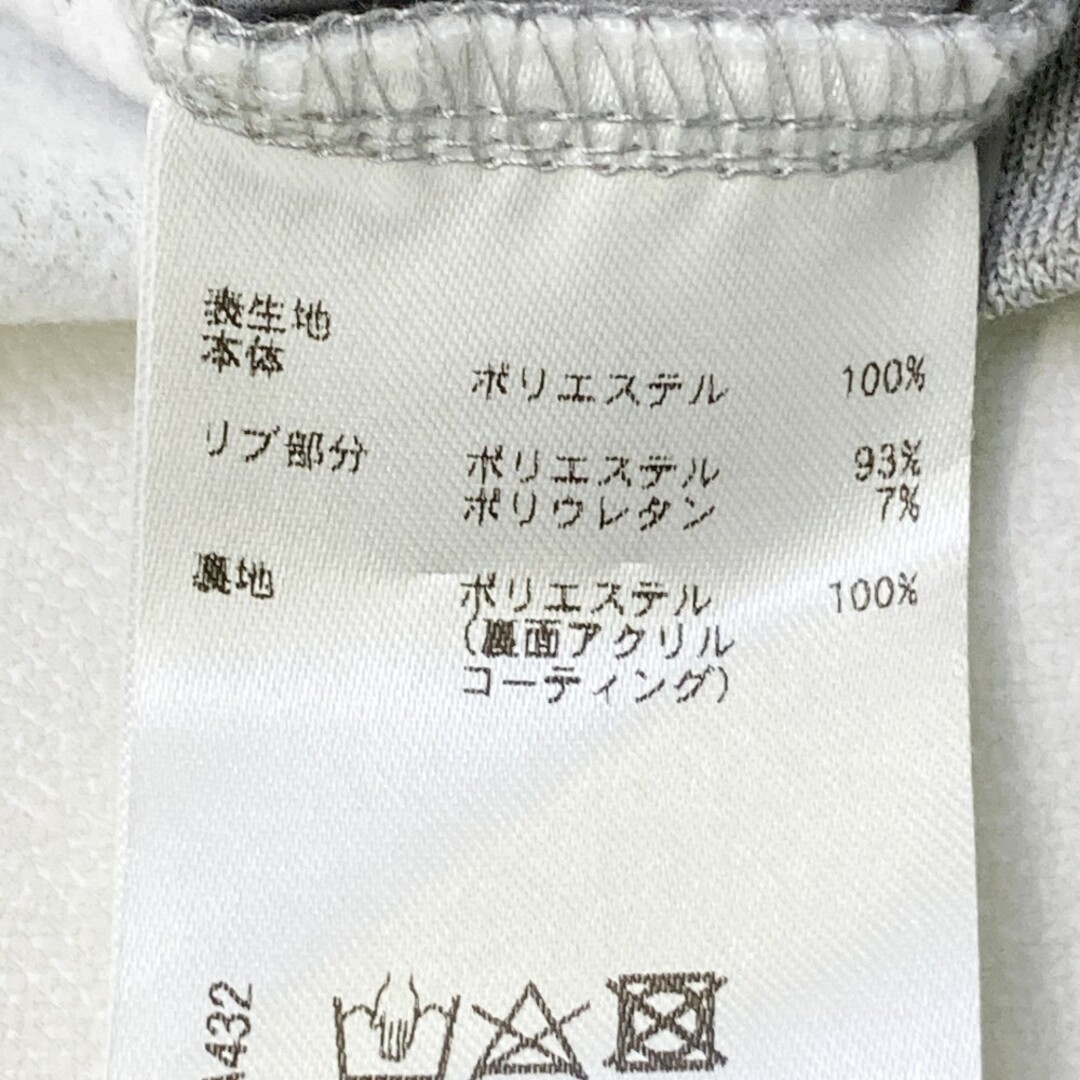 表生地
本体
ポリエステル 100%
リブ部分
ポリエステル 93%
ポリウレタン 7%
裏地
ポリエステル 100%
(裏面アクリル
コーティング)